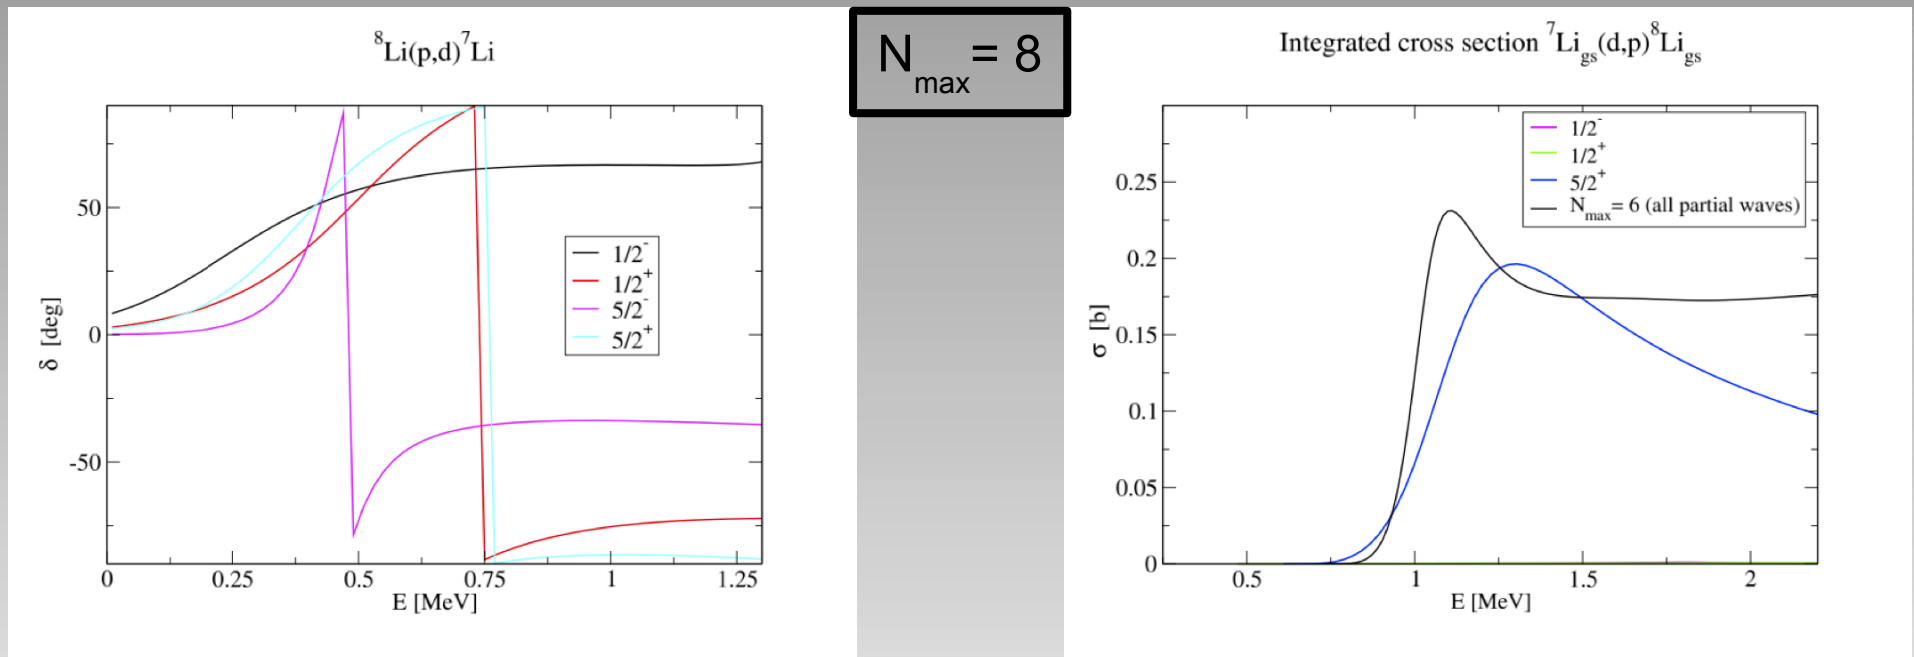 ⁸Li(p,d)⁷Li
50
0
-50
δ [deg]
0 0.25 0.5 0.75 1 1.25
E [MeV]
1/2⁻
1/2⁺
5/2⁻
5/2⁺
N_max = 8
Integrated cross section ⁷Li_gs(d,p)⁸Li_gs
0.25
0.2
0.15
0.1
0.05
0
σ [b]
0.5 1 1.5 2
E [MeV]
1/2⁻
1/2⁺
5/2⁺
N_max= 6 (all partial waves)